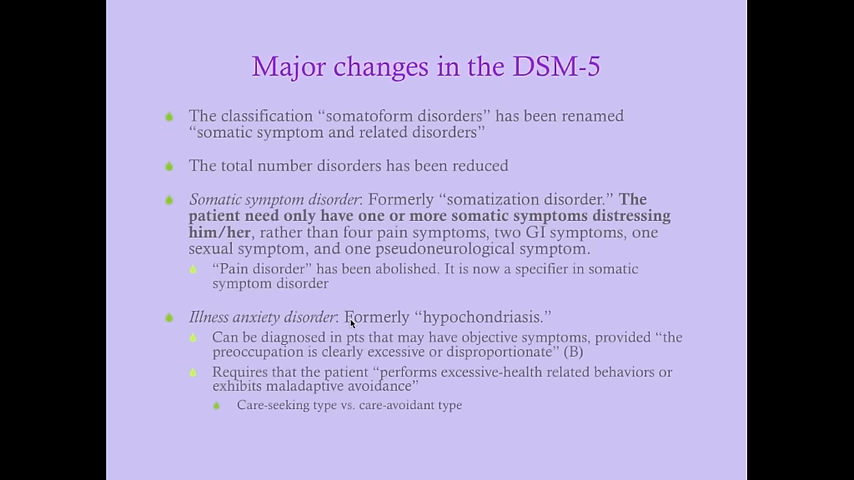 Major changes in the DSM-5
The classification “somatoform disorders” has been renamed
“somatic symptom and related disorders”
The total number disorders has been reduced
Somatic symptom disorder: Formerly “somatization disorder.” The
patient need only have one or more somatic symptoms distressing
him/her, rather than four pain symptoms, two GI symptoms, one
sexual symptom, and one pseudoneurological symptom.
“Pain disorder” has been abolished. It is now a specifier in somatic
symptom disorder
Illness anxiety disorder: Formerly “hypochondriasis.”
Can be diagnosed in pts that may have objective symptoms, provided “the
preoccupation is clearly excessive or disproportionate” (B)
Requires that the patient “performs excessive-health related behaviors or
exhibits maladaptive avoidance”
Care-seeking type vs. care-avoidant type